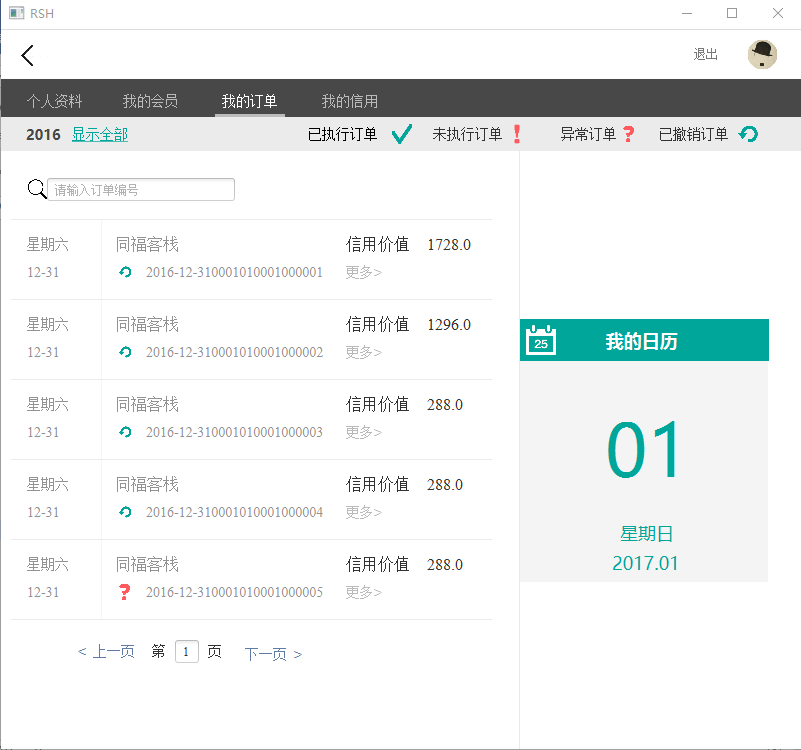 RSH
退出
个人资料 我的会员 我的订单 我的信用
2016 显示全部 已执行订单 未执行订单 异常订单 已撤销订单
请输入订单编号
星期六 同福客栈 信用价值 1728.0
12-31 2016-12-310001010001000001 更多>
星期六 同福客栈 信用价值 1296.0
12-31 2016-12-310001010001000002 更多>
星期六 同福客栈 信用价值 288.0
12-31 2016-12-310001010001000003 更多>
星期六 同福客栈 信用价值 288.0
12-31 2016-12-310001010001000004 更多>
星期六 同福客栈 信用价值 288.0
12-31 2016-12-310001010001000005 更多>
< 上一页 第 1 页 下一页 >
25 我的日历
01
星期日
2017.01